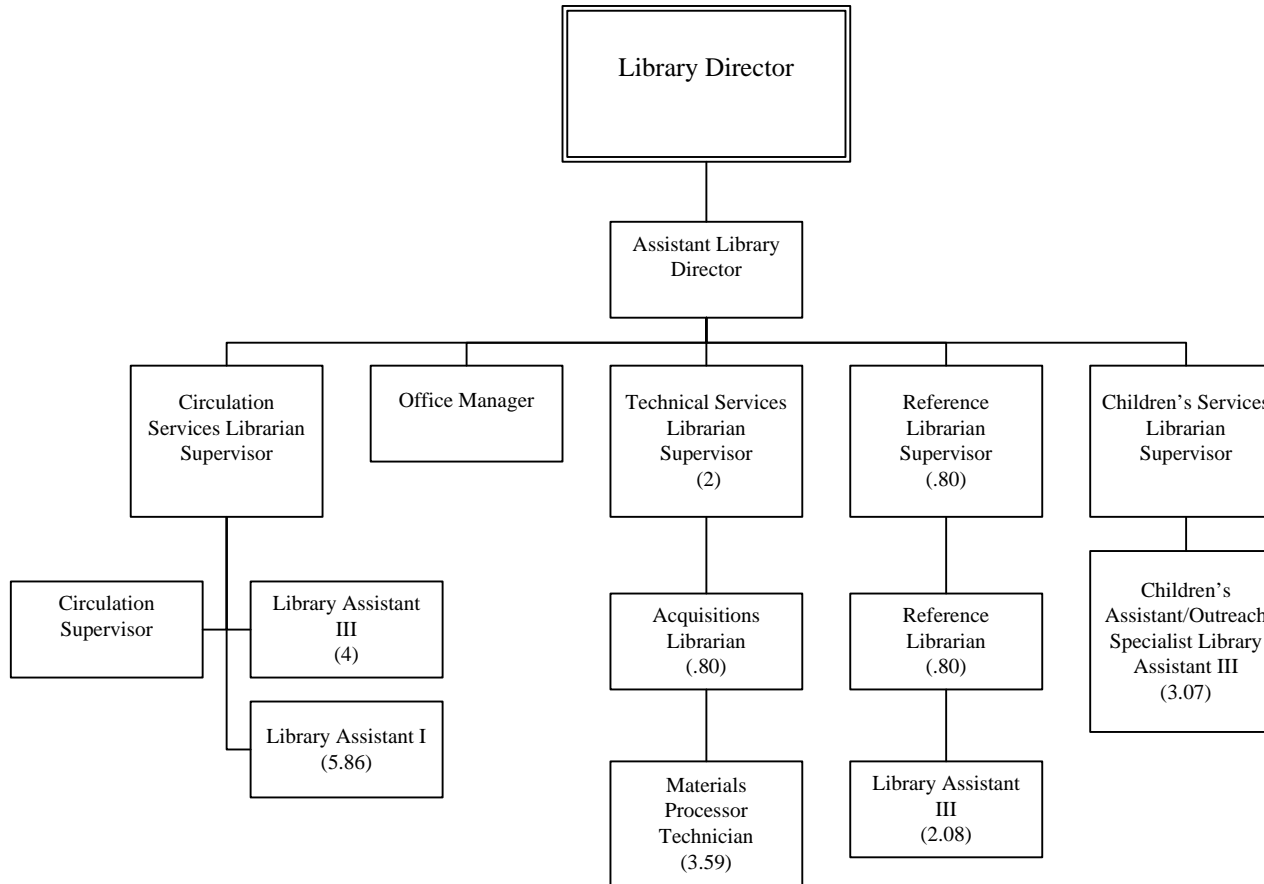 Library Director
Assistant Library
Director
Circulation
Services Librarian
Supervisor
Office Manager
Technical Services
Librarian
Supervisor
(2)
Reference
Librarian
Supervisor
(.80)
Children's Services
Librarian
Supervisor
Circulation
Supervisor
Library Assistant
III
(4)
Library Assistant I
(5.86)
Acquisitions
Librarian
(.80)
Materials
Processor
Technician
(3.59)
Reference
Librarian
(.80)
Library Assistant
III
(2.08)
Children's
Assistant/Outreach
Specialist Library
Assistant III
(3.07)